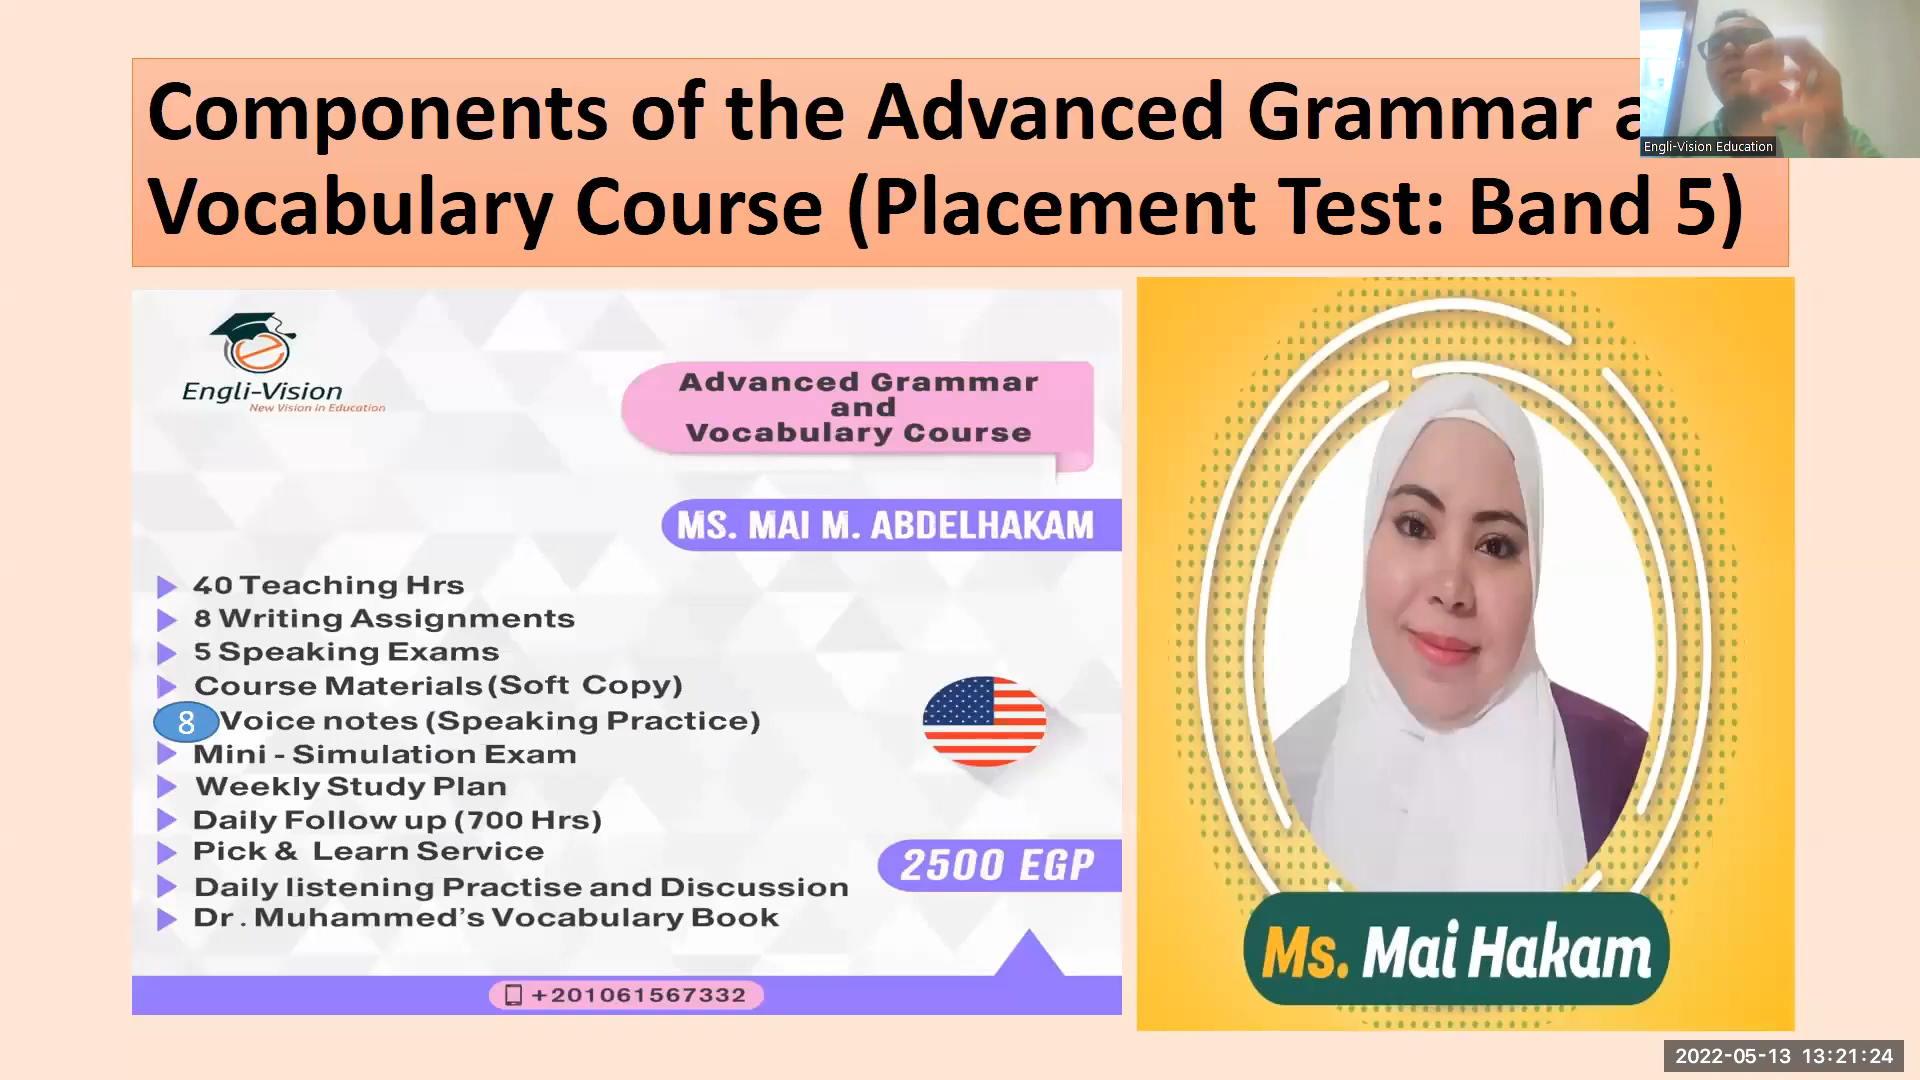 Components of the Advanced Grammar a
Vocabulary Course (Placement Test: Band 5)
Engli-Vision Education
Engli-Vision
New Vision in Education
Advanced Grammar
and
Vocabulary Course
MS. MAI M. ABDELHAKAM
40 Teaching Hrs
8 Writing Assignments
5 Speaking Exams
Course Materials (Soft Copy)
8 Voice notes (Speaking Practice)
Mini - Simulation Exam
Weekly Study Plan
Daily Follow up (700 Hrs)
Pick & Learn Service
Daily listening Practise and Discussion
Dr. Muhammed's Vocabulary Book
2500 EGP
+201061567332
Ms. Mai Hakam
2022-05-13 13:21:24